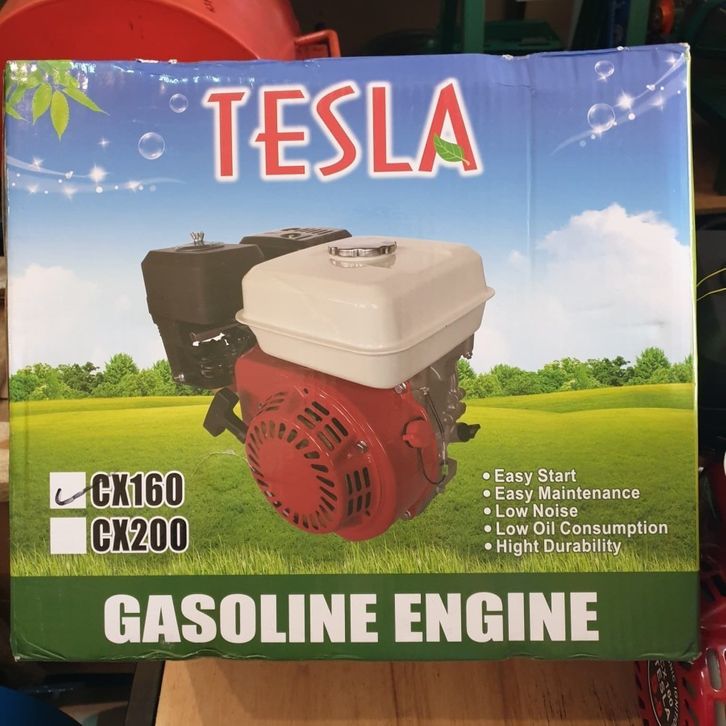 TESLA
CX160
CX200
• Easy Start
• Easy Maintenance
• Low Noise
• Low Oil Consumption
• Hight Durability
GASOLINE ENGINE